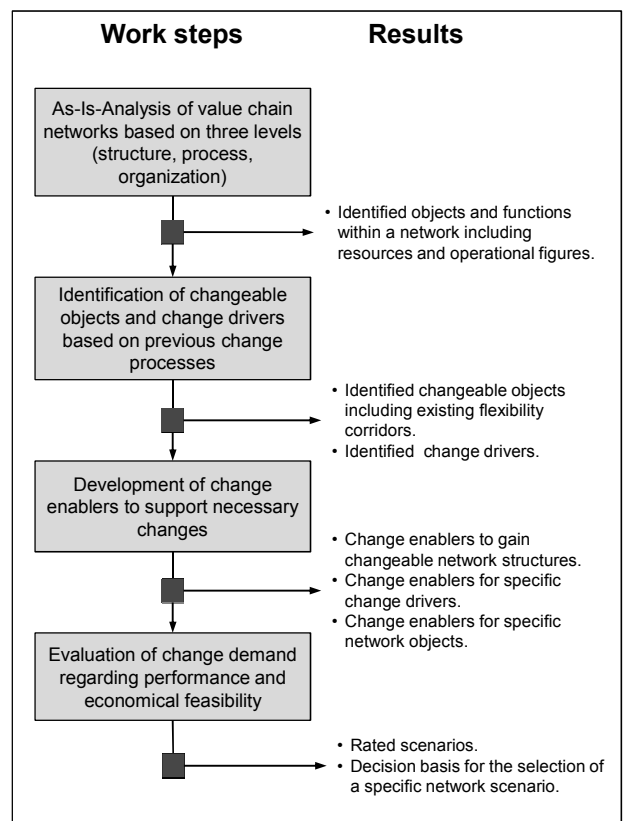 Work steps
Results
As-Is-Analysis of value chain
networks based on three levels
(structure, process,
organization)
• Identified objects and functions
within a network including
resources and operational figures.
Identification of changeable
objects and change drivers
based on previous change
processes
• Identified changeable objects
including existing flexibility
corridors.
• Identified change drivers.
Development of change
enablers to support necessary
changes
• Change enablers to gain
changeable network structures.
• Change enablers for specific
change drivers.
• Change enablers for specific
network objects.
Evaluation of change demand
regarding performance and
economical feasibility
• Rated scenarios.
• Decision basis for the selection of
a specific network scenario.